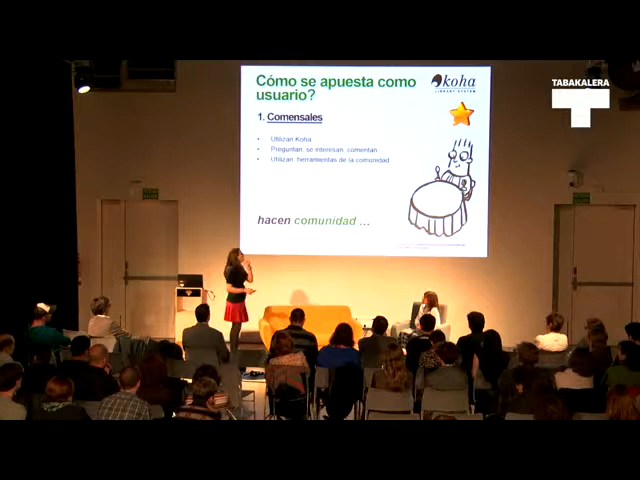 Cómo se apuesta como
usuario?
koha
LIBRARY SYSTEM
1. Comensales
• Utilizan Koha
• Preguntan, se interesan, comentan
• Utilizan herramientas de la comunidad
hacen comunidad ...
TABAKALERA
T